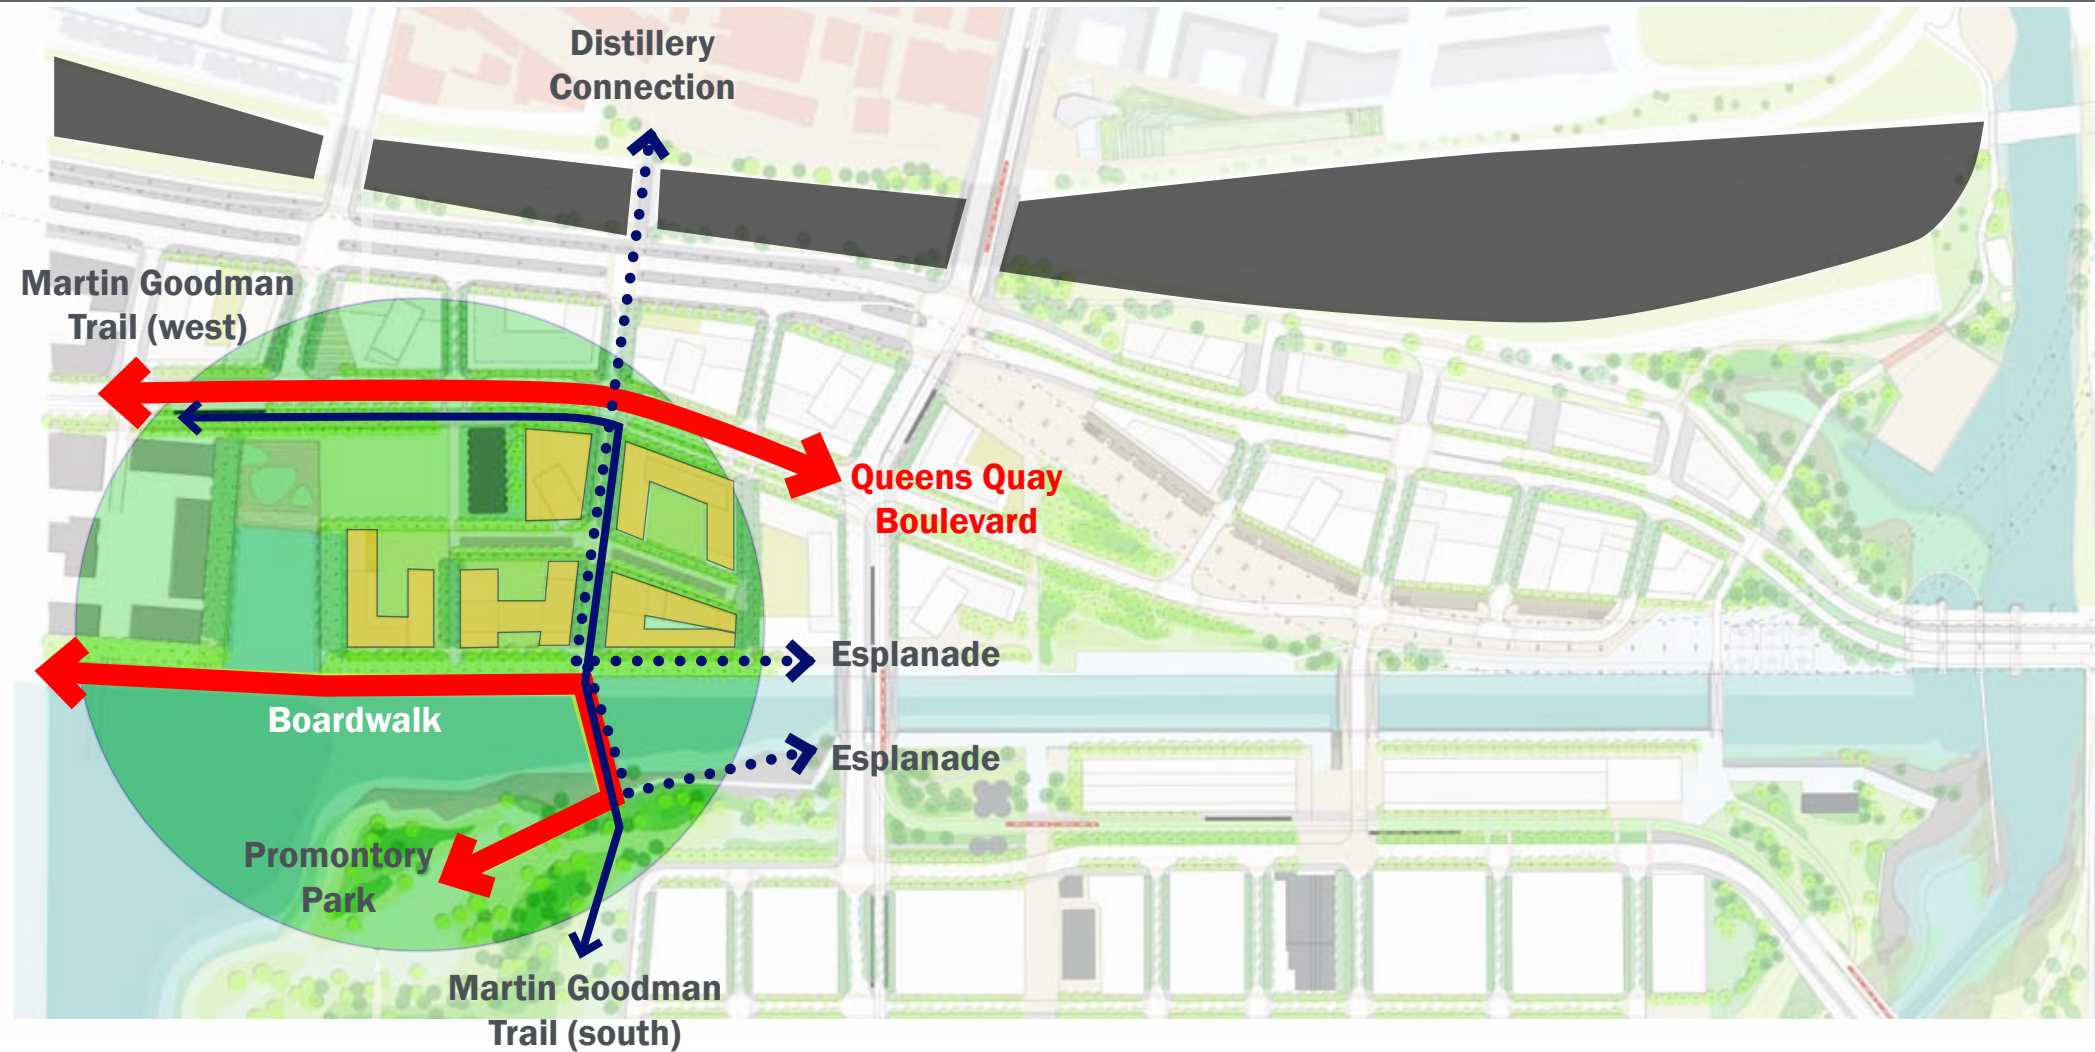 Distillery
Connection
Martin Goodman
Trail (west)
Queens Quay
Boulevard
Esplanade
Boardwalk
Esplanade
Promontory
Park
Martin Goodman
Trail (south)